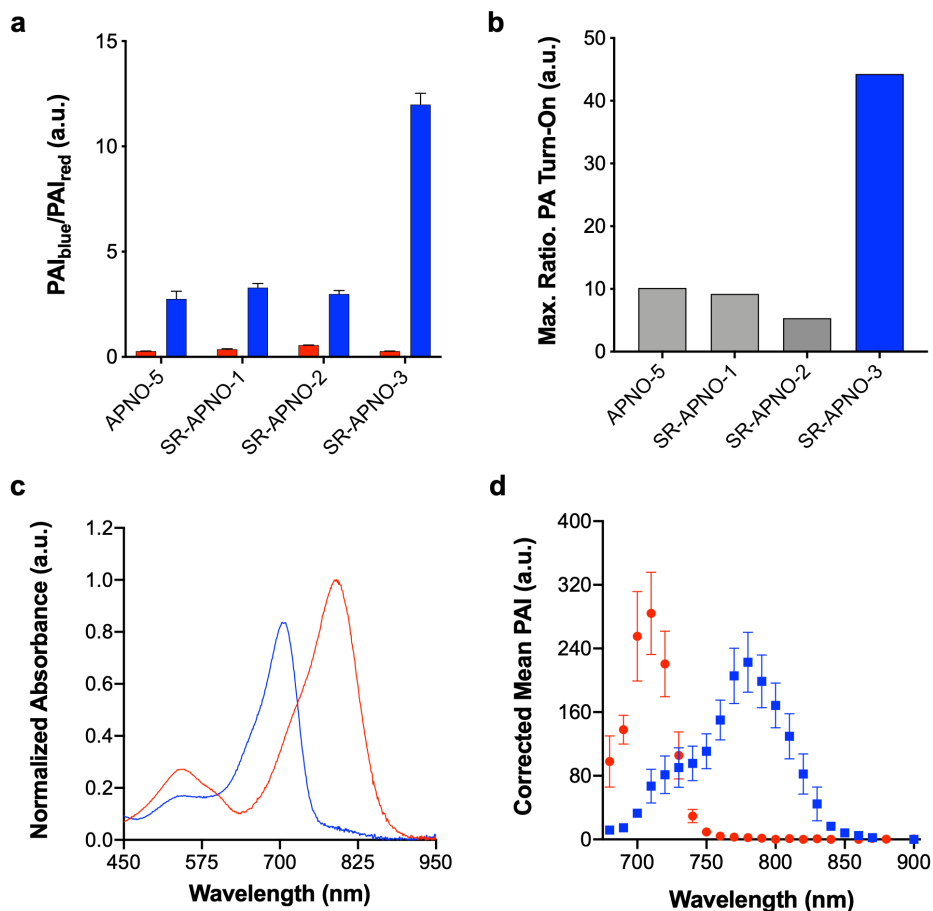 a
15
10
5
0
PAIblue/PAIred (a.u.)
APNO-5
SR-APNO-1
SR-APNO-2
SR-APNO-3
b
50
40
30
20
10
0
Max. Ratio. PA Turn-On (a.u.)
APNO-5
SR-APNO-1
SR-APNO-2
SR-APNO-3
c
1.2
1.0
0.8
0.6
0.4
0.2
0.0
Normalized Absorbance (a.u.)
450 575 700 825 950
Wavelength (nm)
d
400
320
240
160
80
0
Corrected Mean PAI (a.u.)
700 750 800 850 900
Wavelength (nm)